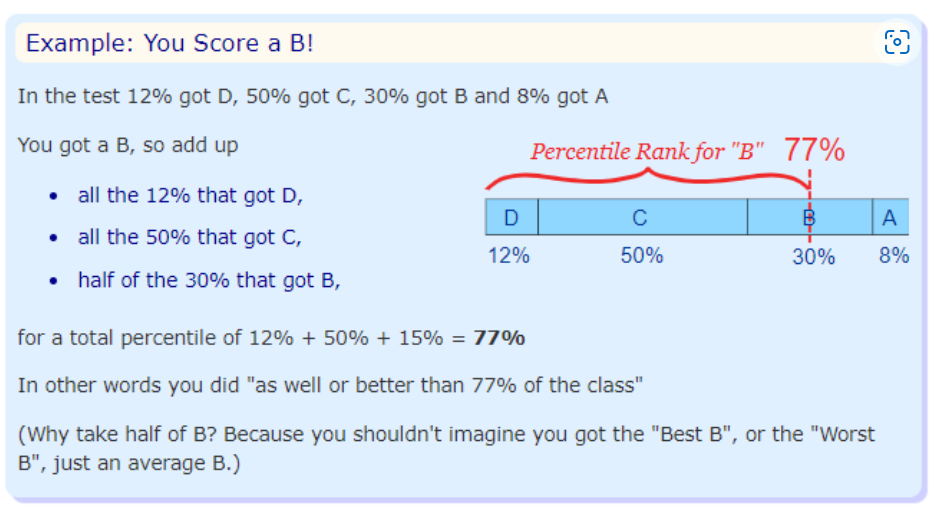 Example: You Score a B!
In the test 12% got D, 50% got C, 30% got B and 8% got A
You got a B, so add up
• all the 12% that got D,
• all the 50% that got C,
• half of the 30% that got B,
Percentile Rank for "B" 77%
D C B A
12% 50% 30% 8%
for a total percentile of 12% + 50% + 15% = 77%
In other words you did "as well or better than 77% of the class"
(Why take half of B? Because you shouldn't imagine you got the "Best B", or the "Worst
B", just an average B.)